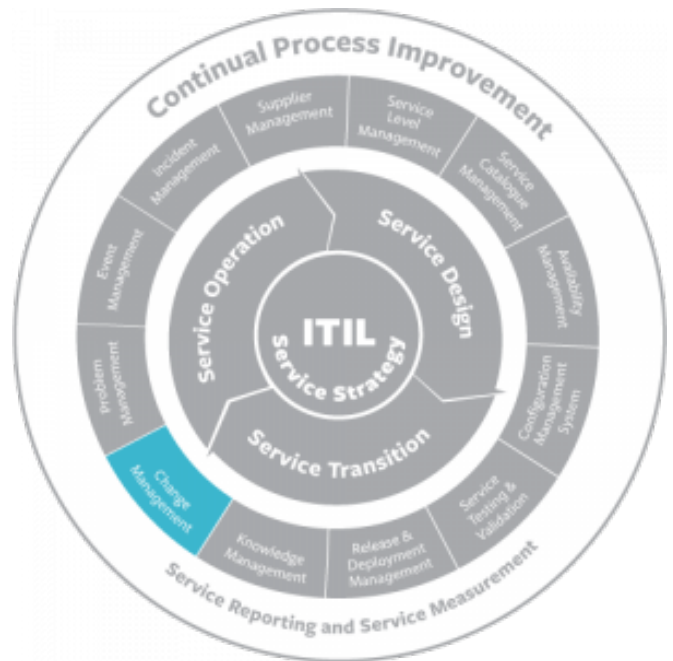 Continual Process Improvement
Supplier
Management
Service
Level
Management
Service
Catalogue
Management
Availability
Management
Configuration
Management
System
Service
Testing &
Validation
Release &
Deployment
Management
Knowledge
Management
Change
Management
Problem
Management
Event
Management
Incident
Management
Service Operation
Service Design
Service Transition
ITIL
Service Strategy
Service Reporting and Service Measurement